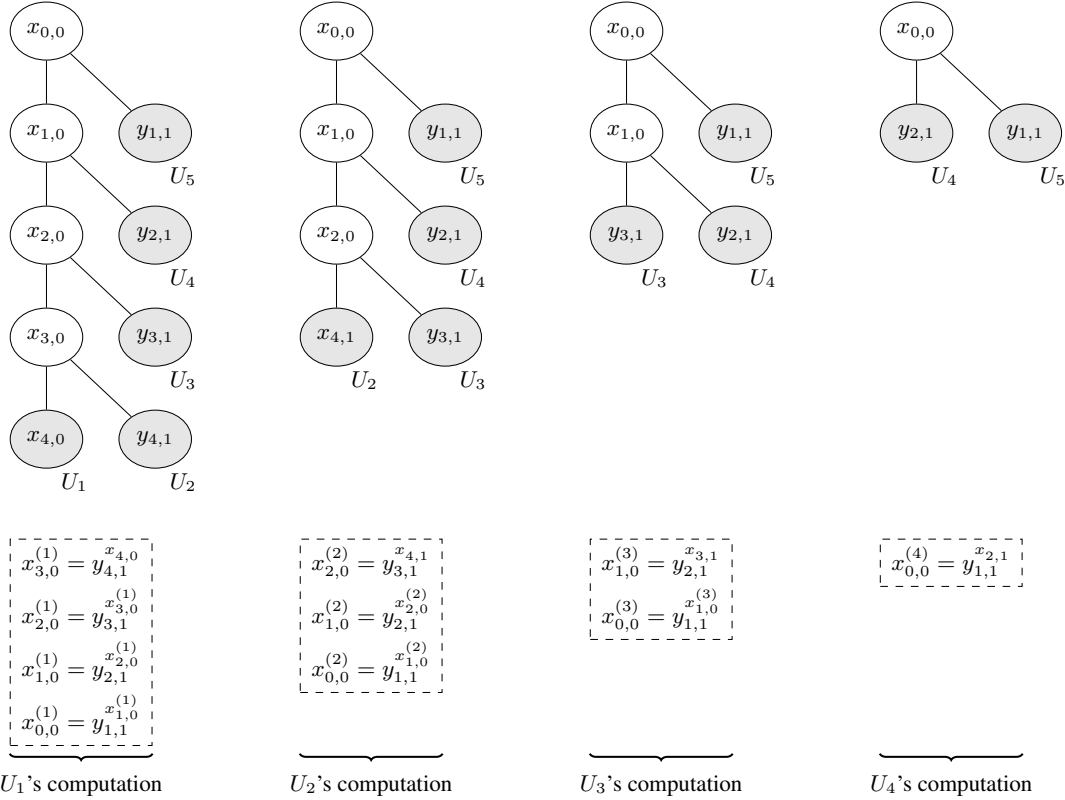 x_{0,0} x_{0,0} x_{0,0} x_{0,0}
x_{1,0} y_{1,1} x_{1,0} y_{1,1} x_{1,0} y_{1,1} y_{2,1} y_{1,1}
U_5 U_5 U_5 U_4 U_5
x_{2,0} y_{2,1} x_{2,0} y_{2,1} y_{3,1} y_{2,1}
U_4 U_4 U_3 U_4
x_{3,0} y_{3,1} x_{4,1} y_{3,1}
U_3 U_2 U_3
x_{4,0} y_{4,1}
U_1 U_2
x_{3,0}^{(1)} = y_{4,1}^{x_{4,0}}
x_{2,0}^{(1)} = y_{3,1}^{x_{3,0}^{(1)}}
x_{1,0}^{(1)} = y_{2,1}^{x_{2,0}^{(1)}}
x_{0,0}^{(1)} = y_{1,1}^{x_{1,0}^{(1)}}
U_1's computation
x_{2,0}^{(2)} = y_{3,1}^{x_{4,1}}
x_{1,0}^{(2)} = y_{2,1}^{x_{2,0}^{(2)}}
x_{0,0}^{(2)} = y_{1,1}^{x_{1,0}^{(2)}}
U_2's computation
x_{1,0}^{(3)} = y_{2,1}^{x_{3,1}}
x_{0,0}^{(3)} = y_{1,1}^{x_{1,0}^{(3)}}
U_3's computation
x_{0,0}^{(4)} = y_{1,1}^{x_{2,1}}
U_4's computation